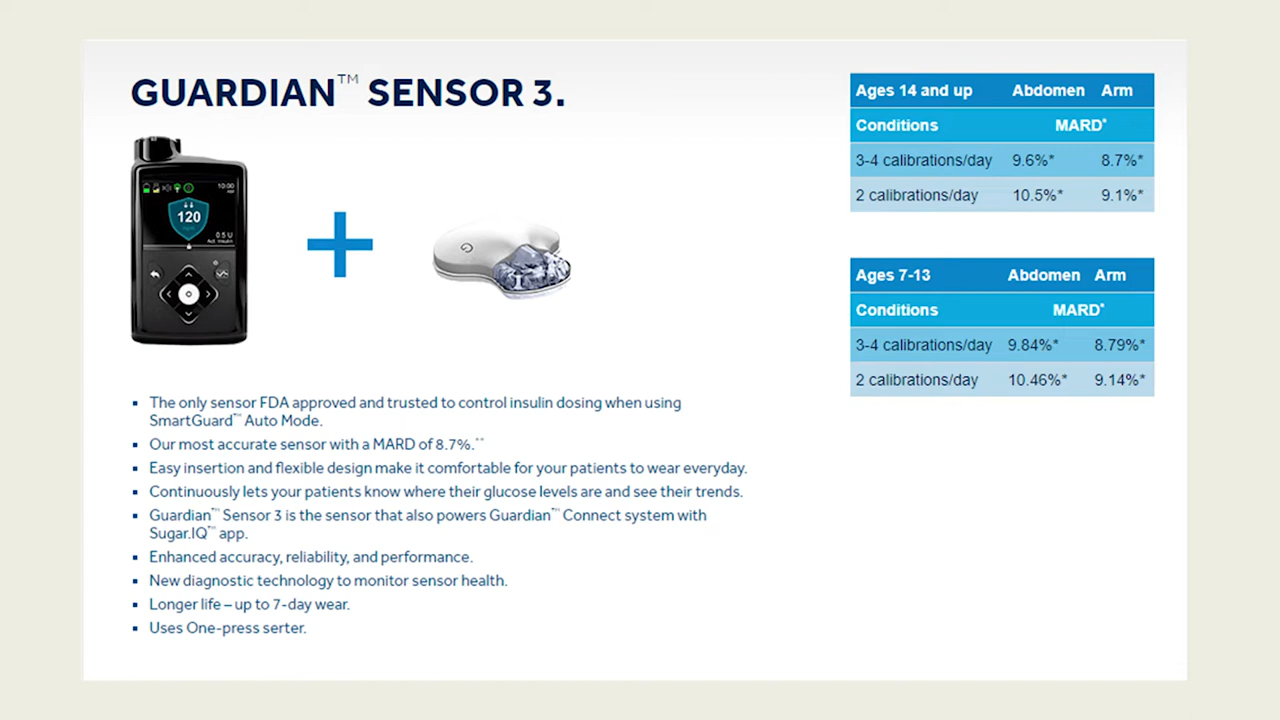 GUARDIAN™ SENSOR 3.
10:00
120
0.5 U
Act. Insulin
▪ The only sensor FDA approved and trusted to control insulin dosing when using
SmartGuard™ Auto Mode.
▪ Our most accurate sensor with a MARD of 8.7%.**
▪ Easy insertion and flexible design make it comfortable for your patients to wear everyday.
▪ Continuously lets your patients know where their glucose levels are and see their trends.
▪ Guardian™ Sensor 3 is the sensor that also powers Guardian™ Connect system with
Sugar.IQ™ app.
▪ Enhanced accuracy, reliability, and performance.
▪ New diagnostic technology to monitor sensor health.
▪ Longer life – up to 7-day wear.
▪ Uses One-press serter.
Ages 14 and up Abdomen Arm
Conditions MARD*
3-4 calibrations/day 9.6%* 8.7%*
2 calibrations/day 10.5%* 9.1%*
Ages 7-13 Abdomen Arm
Conditions MARD*
3-4 calibrations/day 9.84%* 8.79%*
2 calibrations/day 10.46%* 9.14%*